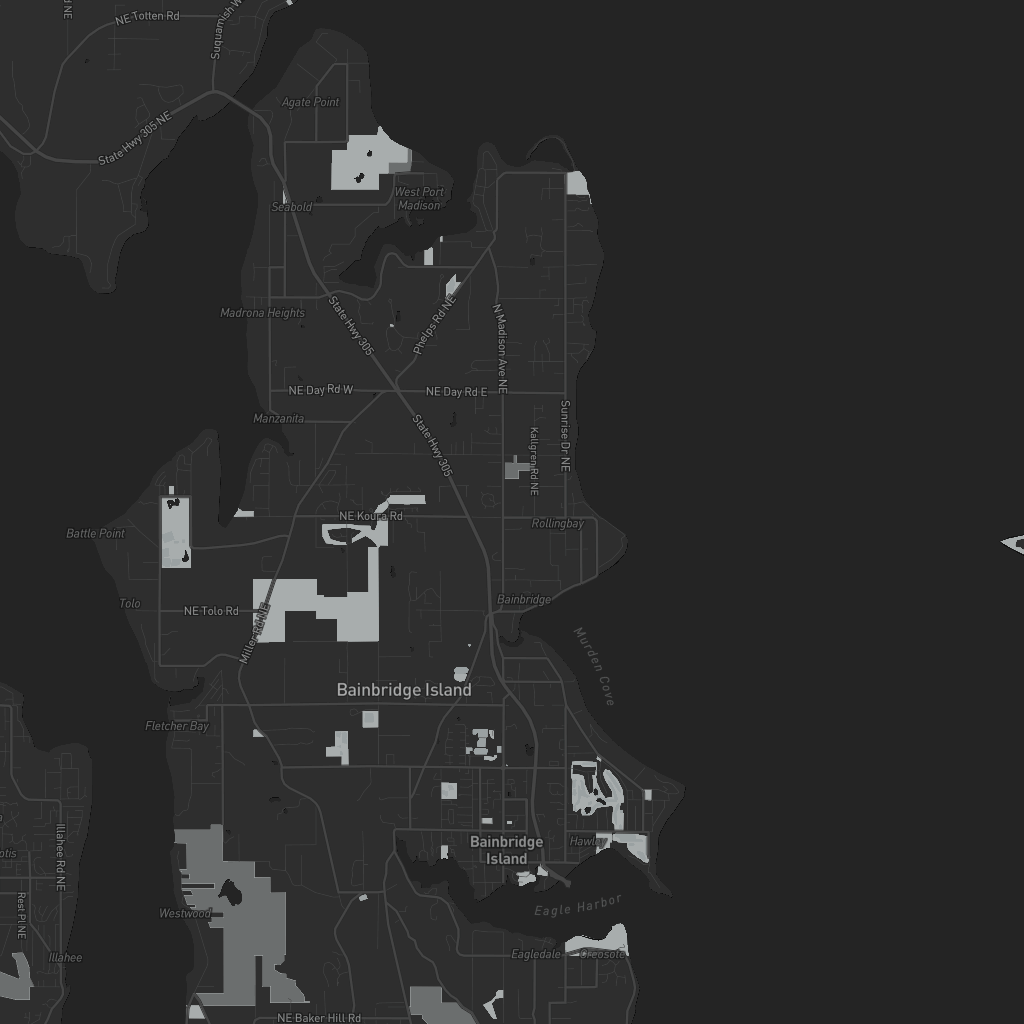 NE Totten Rd
State Hwy 305 NE
Agate Point
West Port
Madison
Seabold
Madrona Heights
State Hwy 305
Phelps Rd NE
N Madison Ave NE
NE Day Rd W
NE Day Rd E
Sunrise Dr NE
Manzanita
State Hwy 305
Kallgren Rd NE
NE Koura Rd
Rollingbay
Battle Point
Tolo
NE Tolo Rd
Bainbridge
Miller Rd NE
Murden Cove
Bainbridge Island
Fletcher Bay
Illahee Rd NE
Bainbridge
Island
Rest Pl NE
Westwood
Eagle Harbor
Illahee
Eagledale
Creosote
NE Baker Hill Rd